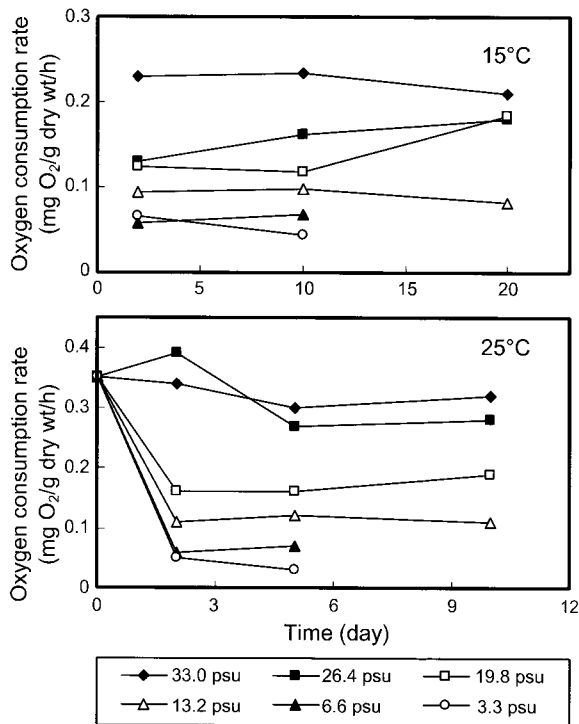 Oxygen consumption rate
(mg O₂/g dry wt/h)
15°C
0.3
0.2
0.1
0
0 5 10 15 20
Oxygen consumption rate
(mg O₂/g dry wt/h)
25°C
0.4
0.3
0.2
0.1
0
0 3 6 9 12
Time (day)
33.0 psu 26.4 psu 19.8 psu
13.2 psu 6.6 psu 3.3 psu